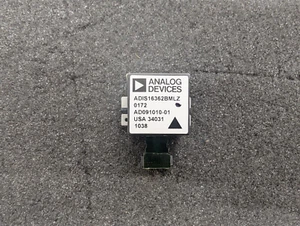 ANALOG
DEVICES
ADIS16362BMLZ
0172
AD091010-01
USA 34031
1038